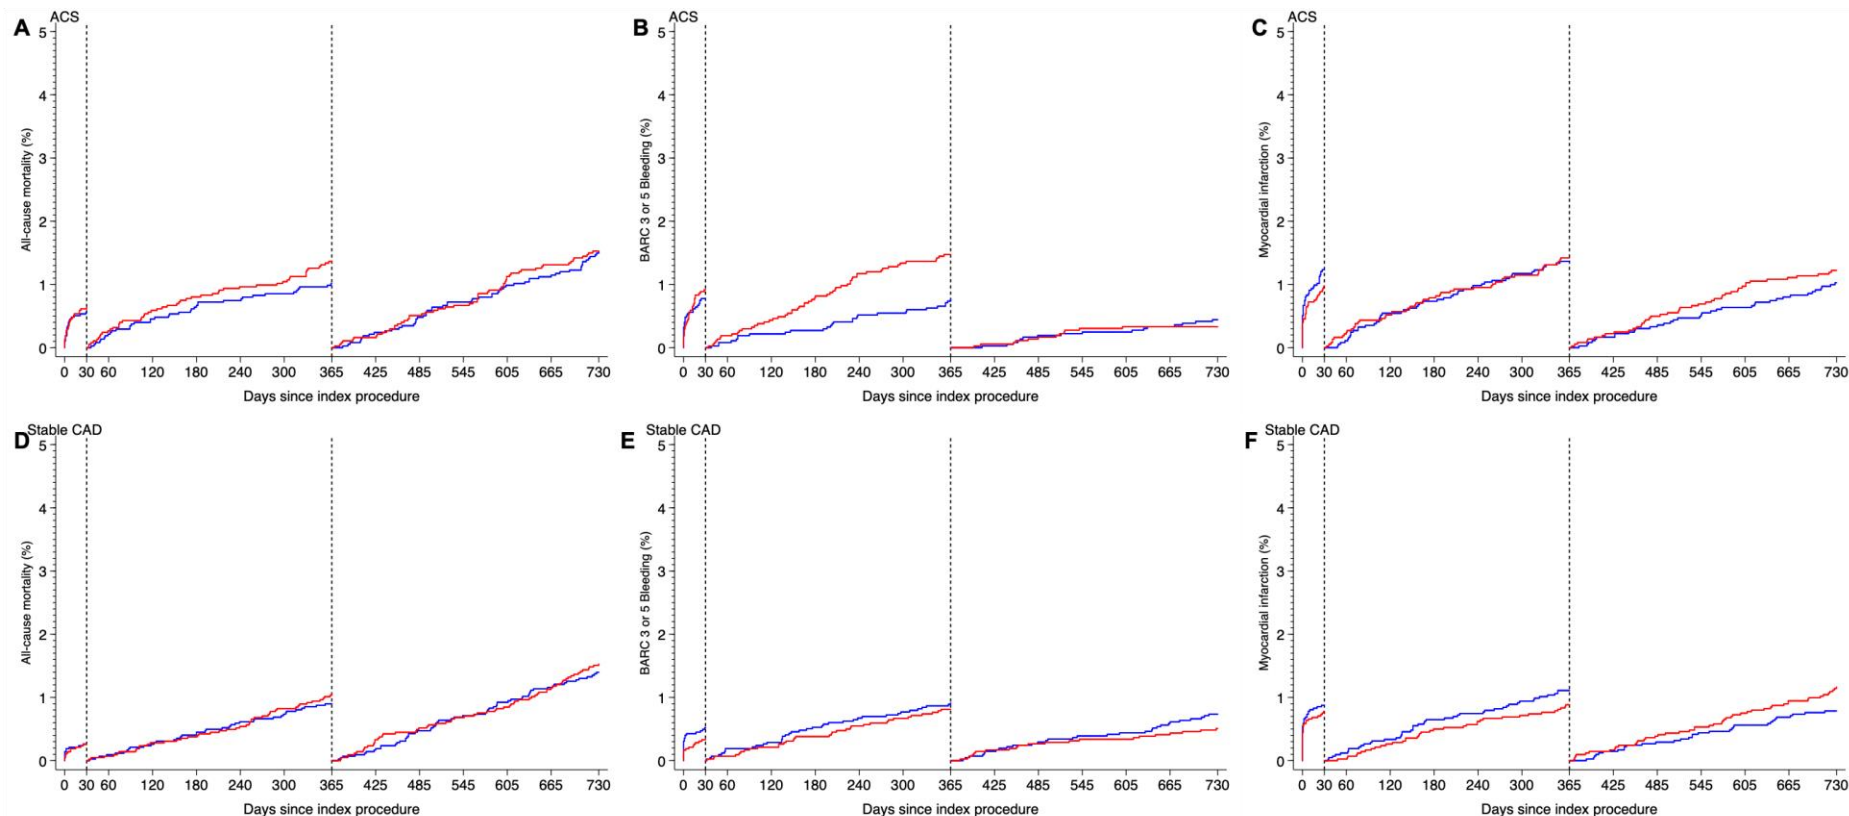 A ACS
5
4
3
2
1
0
All-cause mortality (%)
0 30 60 120 180 240 300 365 425 485 545 605 665 730
Days since index procedure
B ACS
5
4
3
2
1
0
BARC 3 or 5 Bleeding (%)
0 30 60 120 180 240 300 365 425 485 545 605 665 730
Days since index procedure
C ACS
5
4
3
2
1
0
Myocardial infarction (%)
0 30 60 120 180 240 300 365 425 485 545 605 665 730
Days since index procedure
D Stable CAD
5
4
3
2
1
0
All-cause mortality (%)
0 30 60 120 180 240 300 365 425 485 545 605 665 730
Days since index procedure
E Stable CAD
5
4
3
2
1
0
BARC 3 or 5 Bleeding (%)
0 30 60 120 180 240 300 365 425 485 545 605 665 730
Days since index procedure
F Stable CAD
5
4
3
2
1
0
Myocardial infarction (%)
0 30 60 120 180 240 300 365 425 485 545 605 665 730
Days since index procedure